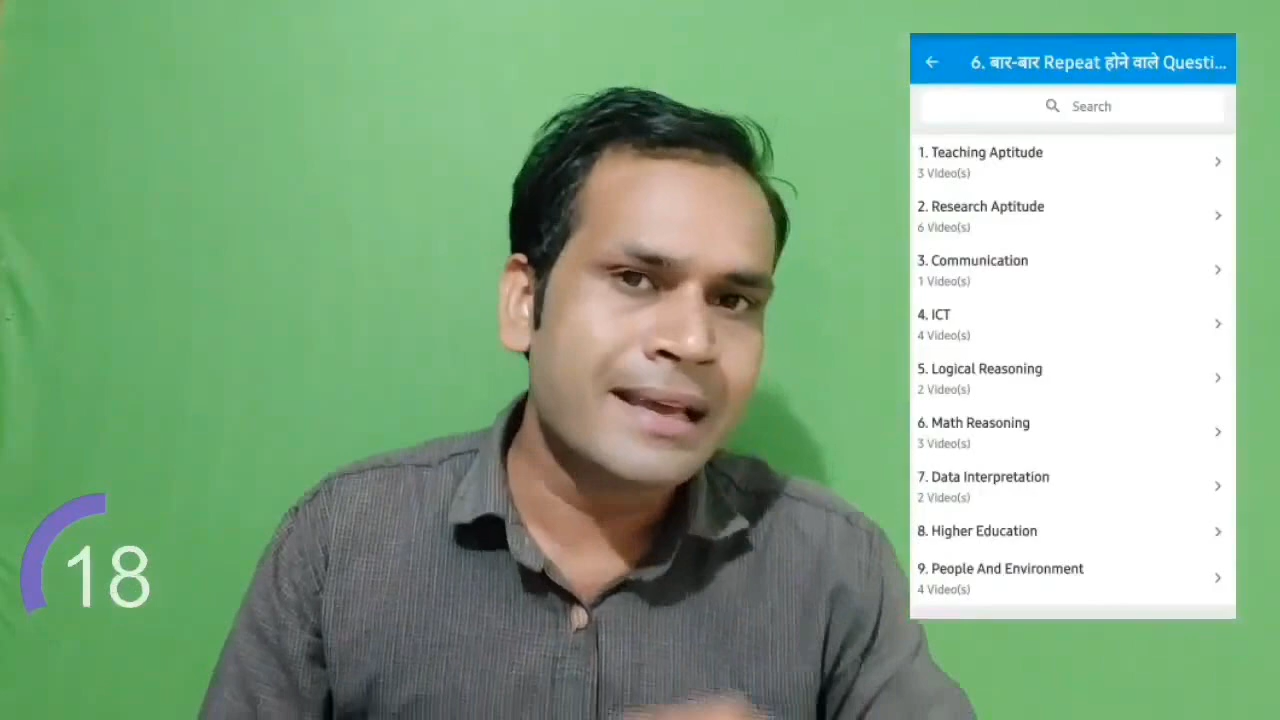 6. बार-बार Repeat होने वाले Questi...
Search
1. Teaching Aptitude
3 Video(s)
2. Research Aptitude
6 Video(s)
3. Communication
1 Video(s)
4. ICT
4 Video(s)
5. Logical Reasoning
2 Video(s)
6. Math Reasoning
3 Video(s)
7. Data Interpretation
2 Video(s)
8. Higher Education
9. People And Environment
4 Video(s)
18